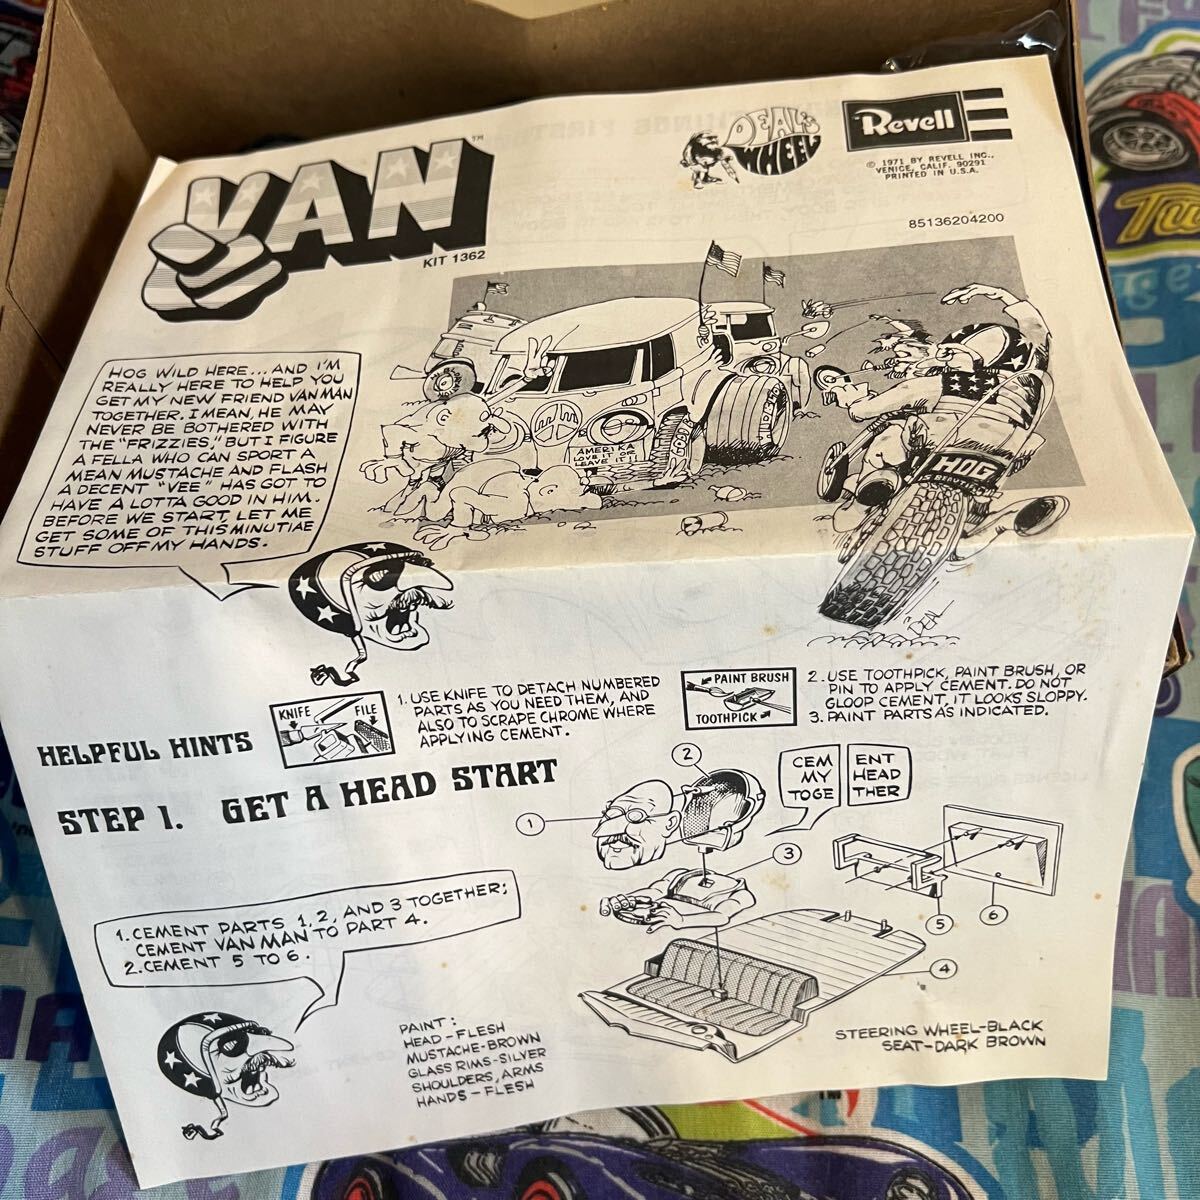 VAN
TM
KIT 1362
DEAL'S
WHEELS
Revell
© 1971 BY REVELL INC.,
VENICE, CALIF. 90291
PRINTED IN U.S.A.
85136204200
HOG WILD HERE...AND I'M
REALLY HERE TO HELP YOU
GET MY NEW FRIEND VAN MAN
TOGETHER. I MEAN, HE MAY
NEVER BE BOTHERED WITH
THE "FRIZZIES," BUT I FIGURE
A FELLA WHO CAN SPORT A
MEAN MUSTACHE AND FLASH
A DECENT "VEE" HAS GOT TO
HAVE A LOTTA GOOD IN HIM.
BEFORE WE START, LET ME
GET SOME OF THIS MINUTIAE
STUFF OFF MY HANDS.
AMERIKA
LOVE IT OR
LEAVE IT!!
HOG
DEAL
HELPFUL HINTS
KNIFE
FILE
1. USE KNIFE TO DETACH NUMBERED
PARTS AS YOU NEED THEM, AND
ALSO TO SCRAPE CHROME WHERE
APPLYING CEMENT.
PAINT BRUSH
TOOTHPICK
2. USE TOOTHPICK, PAINT BRUSH, OR
PIN TO APPLY CEMENT. DO NOT
GLOOP CEMENT, IT LOOKS SLOPPY.
3. PAINT PARTS AS INDICATED.
STEP 1. GET A HEAD START
CEM
MY
TOGE
ENT
HEAD
THER
1
2
3
4
5
6
1. CEMENT PARTS 1, 2, AND 3 TOGETHER;
CEMENT VAN MAN TO PART 4.
2. CEMENT 5 TO 6.
PAINT:
HEAD-FLESH
MUSTACHE-BROWN
GLASS RIMS-SILVER
SHOULDERS, ARMS
HANDS-FLESH
STEERING WHEEL-BLACK
SEAT-DARK BROWN